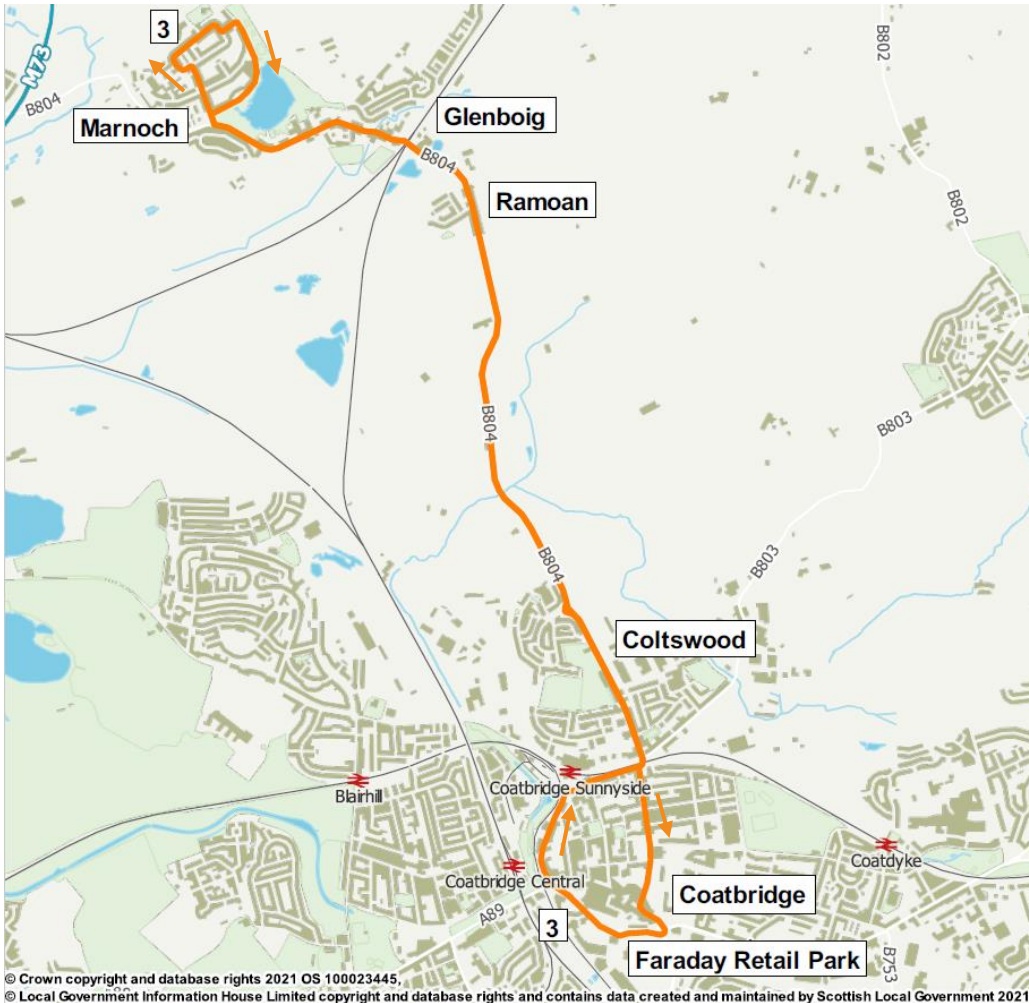 3
M73
B804
Marnoch
Glenboig
B804
Ramoan
B802
B802
B804
B803
B804
B803
Coltswood
Blairhill
Coatbridge Sunnyside
Coatdyke
Coatbridge Central
Coatbridge
A89
3
Faraday Retail Park
B753
© Crown copyright and database rights 2021 OS 100023445,
© Local Government Information House Limited copyright and database rights and contains data created and maintained by Scottish Local Government 2021